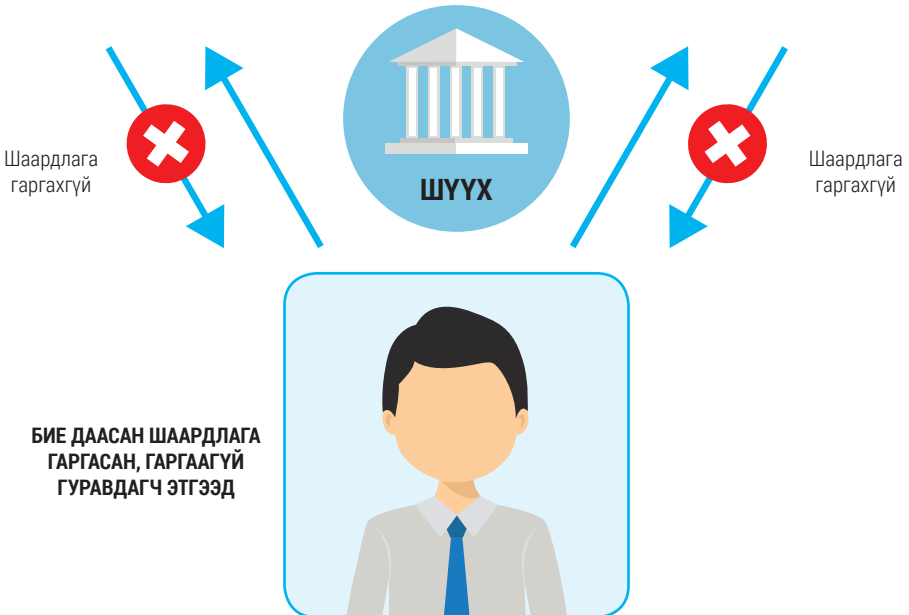 Шаардлага
гаргахгүй
ШҮҮХ
Шаардлага
гаргахгүй
БИЕ ДААСАН ШААРДЛАГА
ГАРГАСАН, ГАРГААГҮЙ
ГУРАВДАГЧ ЭТГЭЭД